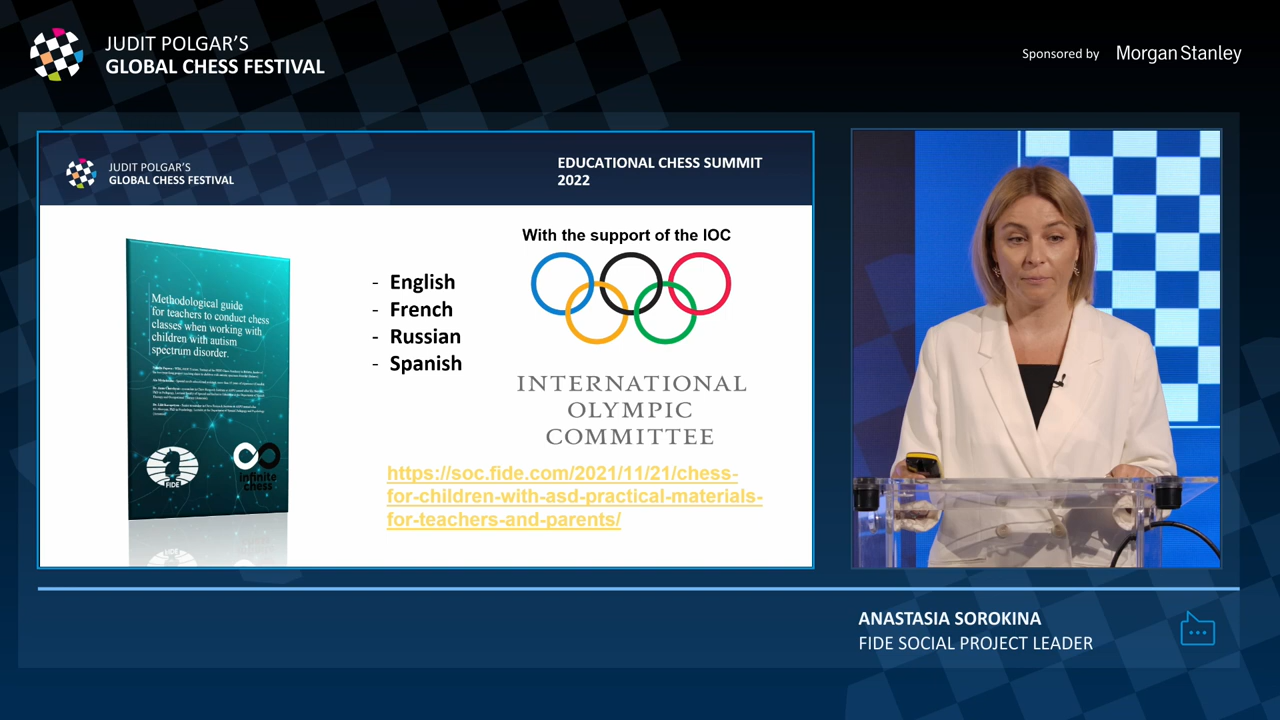 JUDIT POLGAR'S
GLOBAL CHESS FESTIVAL
Sponsored by Morgan Stanley
JUDIT POLGAR'S
GLOBAL CHESS FESTIVAL
EDUCATIONAL CHESS SUMMIT
2022
Methodological guide
for teachers to conduct chess
classes when working with
children with autism
spectrum disorder.
FIDE
infinite
chess
- English
- French
- Russian
- Spanish
With the support of the IOC
INTERNATIONAL
OLYMPIC
COMMITTEE
https://soc.fide.com/2021/11/21/chess-
for-children-with-asd-practical-materials-
for-teachers-and-parents/
ANASTASIA SOROKINA
FIDE SOCIAL PROJECT LEADER